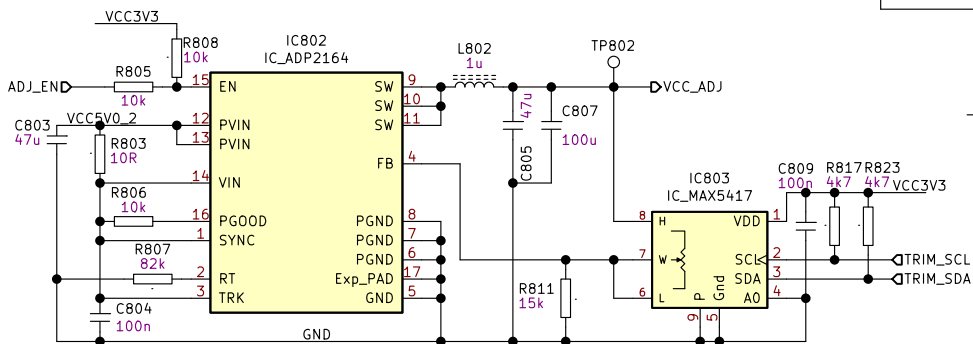 VCC3V3
R808
10k
ADJ_EN
R805
10k
IC802
IC_ADP2164
15 EN
12 PVIN
13 PVIN
14 VIN
16 PGOOD
1 SYNC
2 RT
3 TRK
SW 9
SW 10
SW 11
FB 4
PGND 8
PGND 7
PGND 6
Exp_PAD 17
GND 5
C803
47u
VCC5V0_2
R803
10R
R806
10k
R807
82k
C804
100n
GND
L802
1u
47u
C805
C807
100u
TP802
VCC_ADJ
R811
15k
IC803
IC_MAX5417
8 H
7 W
6 L
VDD 1
SCL 2
SDA 3
A0 4
P
Gnd
9
5
C809
100n
R817
4k7
R823
4k7
VCC3V3
TRIM_SCL
TRIM_SDA